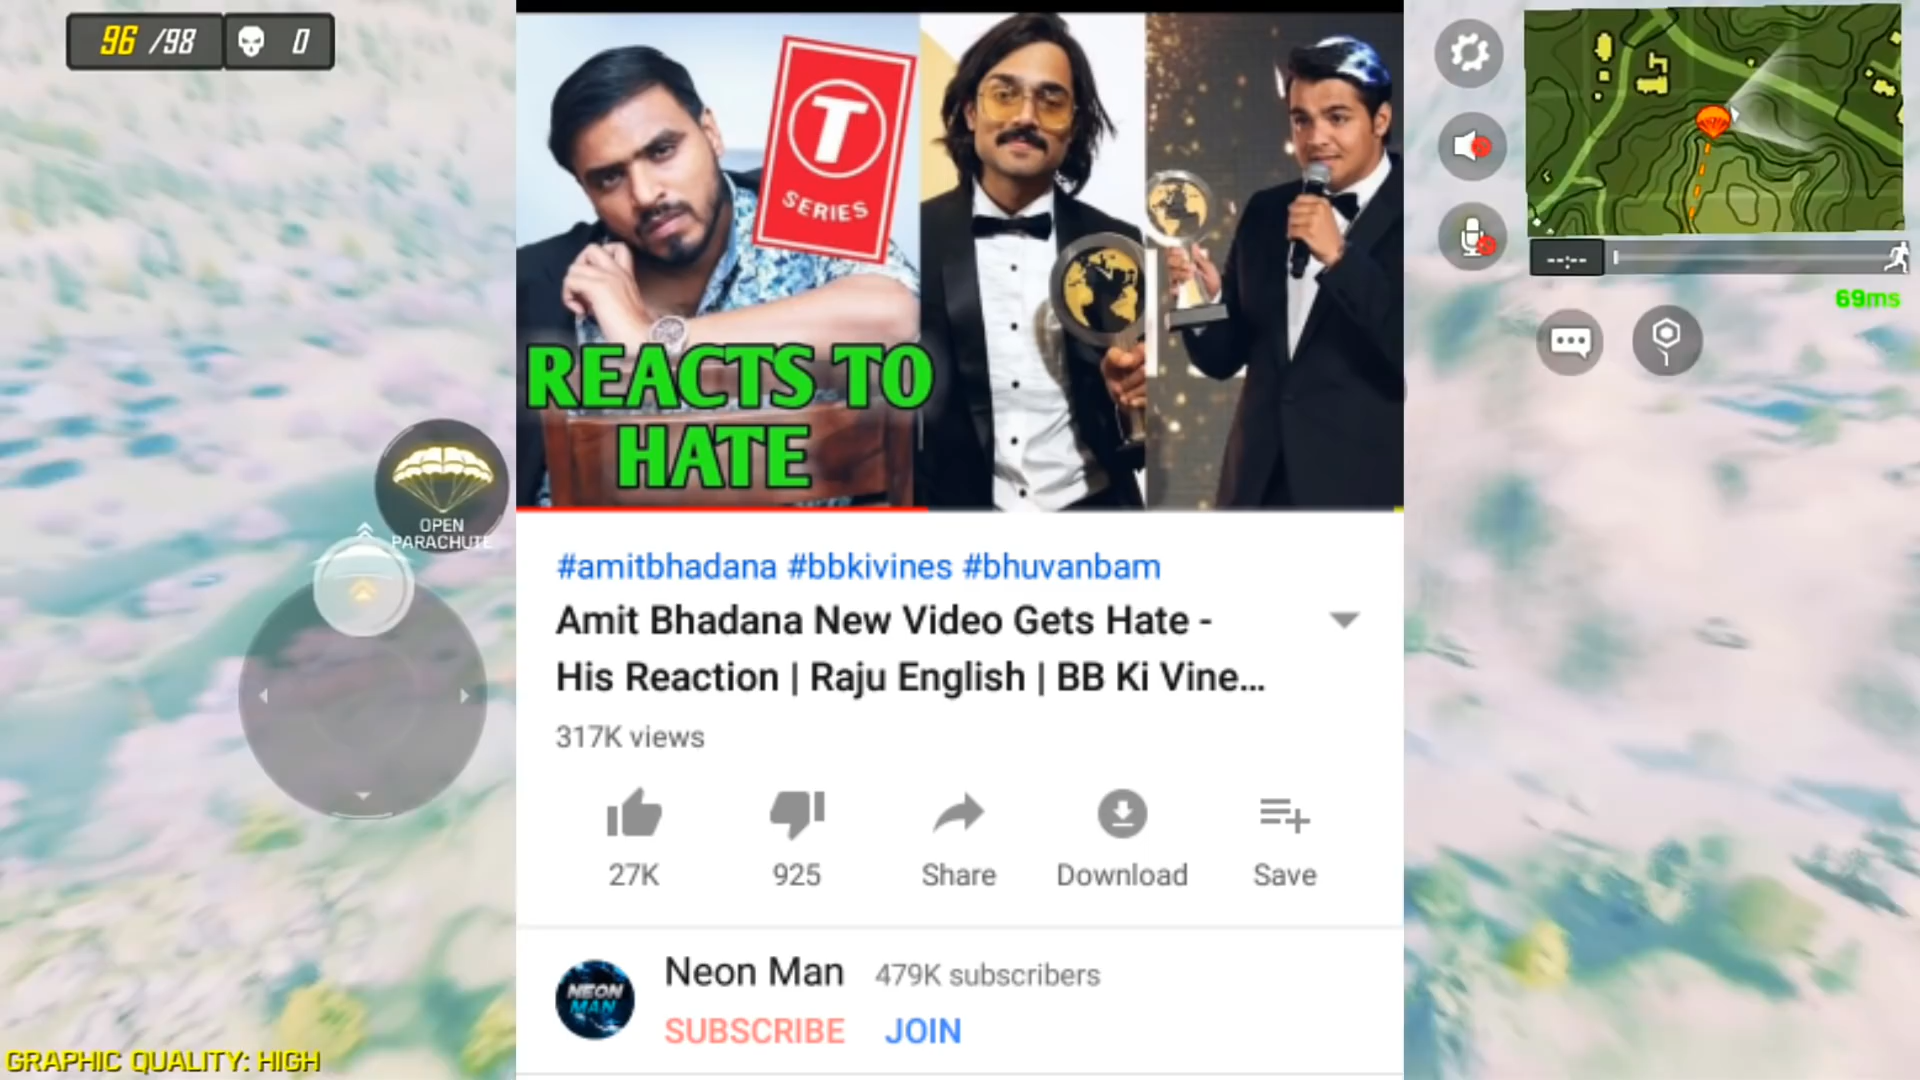 96 /98 0
T
SERIES
REACTS TO
HATE
OPEN
PARACHUTE
--:--
69ms
#amitbhadana #bbkivines #bhuvanbam
Amit Bhadana New Video Gets Hate -
His Reaction | Raju English | BB Ki Vine...
317K views
27K 925 Share Download Save
NEON
MAN
Neon Man 479K subscribers
SUBSCRIBE JOIN
GRAPHIC QUALITY: HIGH